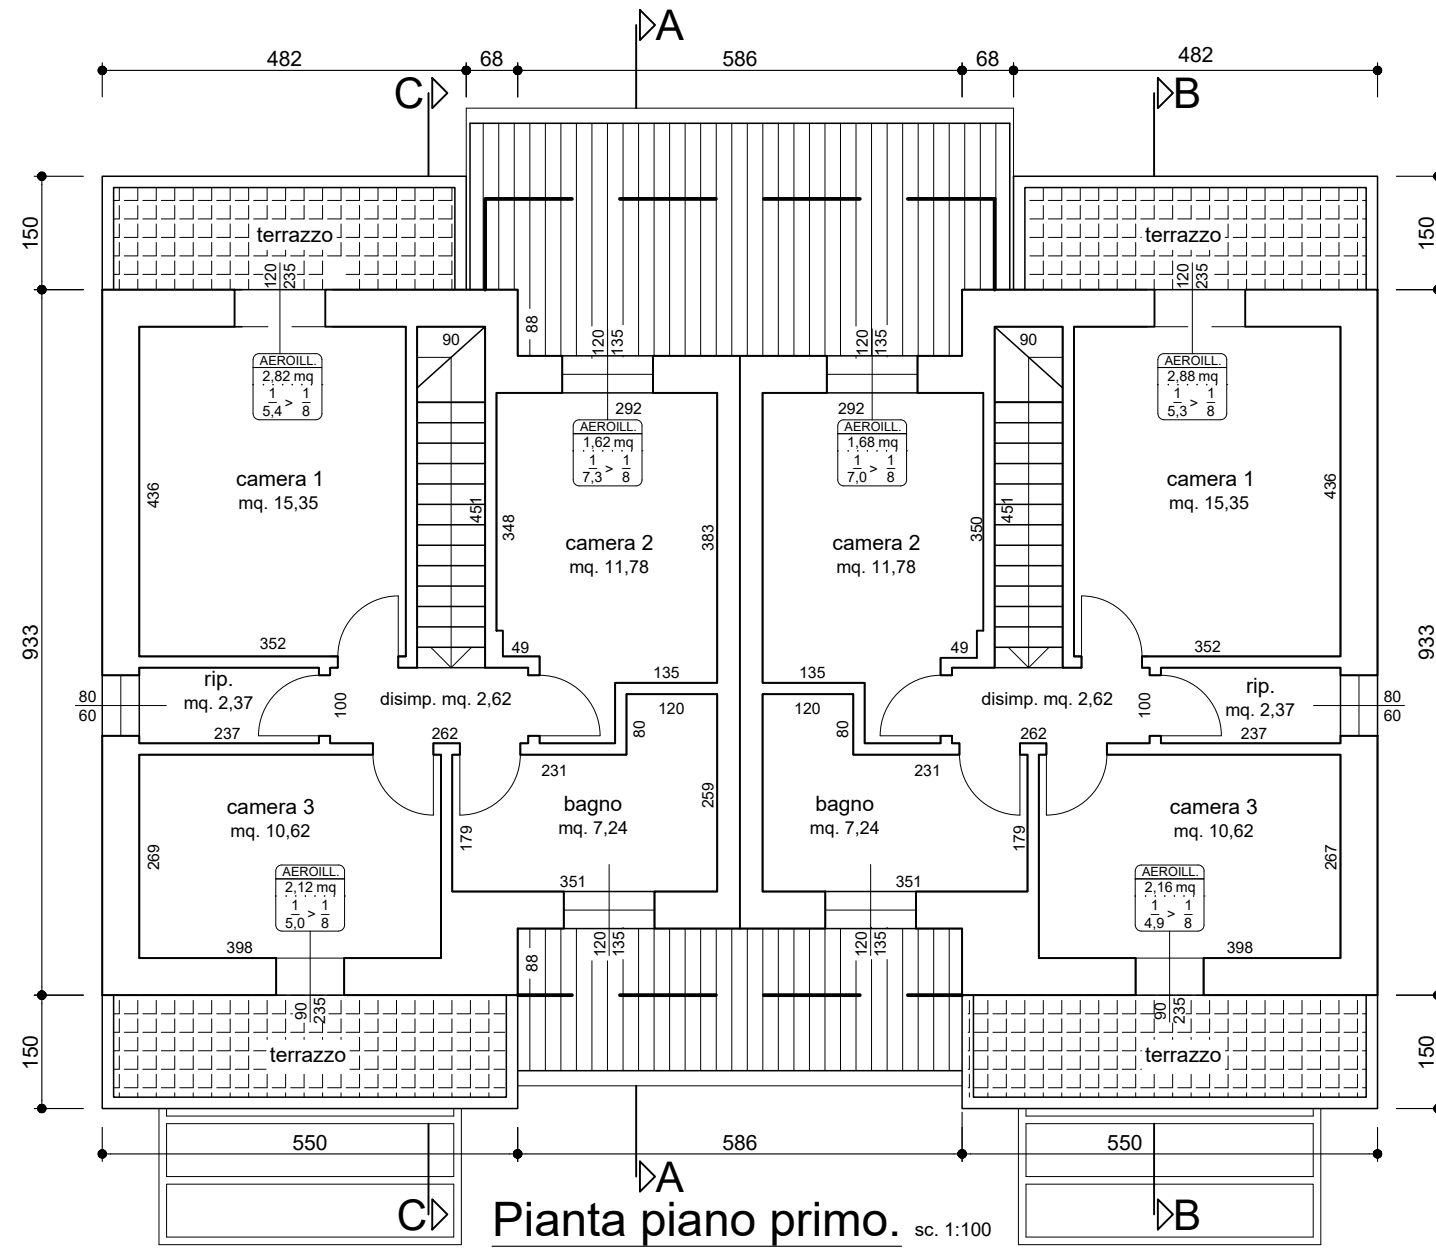 A
482
68
586
68
482
C
B
150
150
terrazzo
terrazzo
120
235
120
235
88
90
90
120
135
120
135
AEROILL.
2,82 mq
1/5,4 > 1/8
AEROILL.
2,88 mq
1/5,3 > 1/8
292
292
AEROILL.
1,62 mq
1/7,3 > 1/8
AEROILL.
1,68 mq
1/7,0 > 1/8
camera 1
mq. 15,35
camera 1
mq. 15,35
436
451
348
383
350
451
436
camera 2
mq. 11,78
camera 2
mq. 11,78
933
933
352
49
49
352
135
135
80
60
rip.
mq. 2,37
237
100
disimp. mq. 2,62
262
120
80
120
80
disimp. mq. 2,62
262
100
rip.
mq. 2,37
237
80
60
231
231
camera 3
mq. 10,62
bagno
mq. 7,24
bagno
mq. 7,24
camera 3
mq. 10,62
269
179
259
179
267
AEROILL.
2,12 mq
1/5,0 > 1/8
AEROILL.
2,16 mq
1/4,9 > 1/8
351
351
398
398
88
120
135
120
135
90
235
90
235
150
150
terrazzo
terrazzo
550
586
550
A
C
B
Pianta piano primo. sc. 1:100